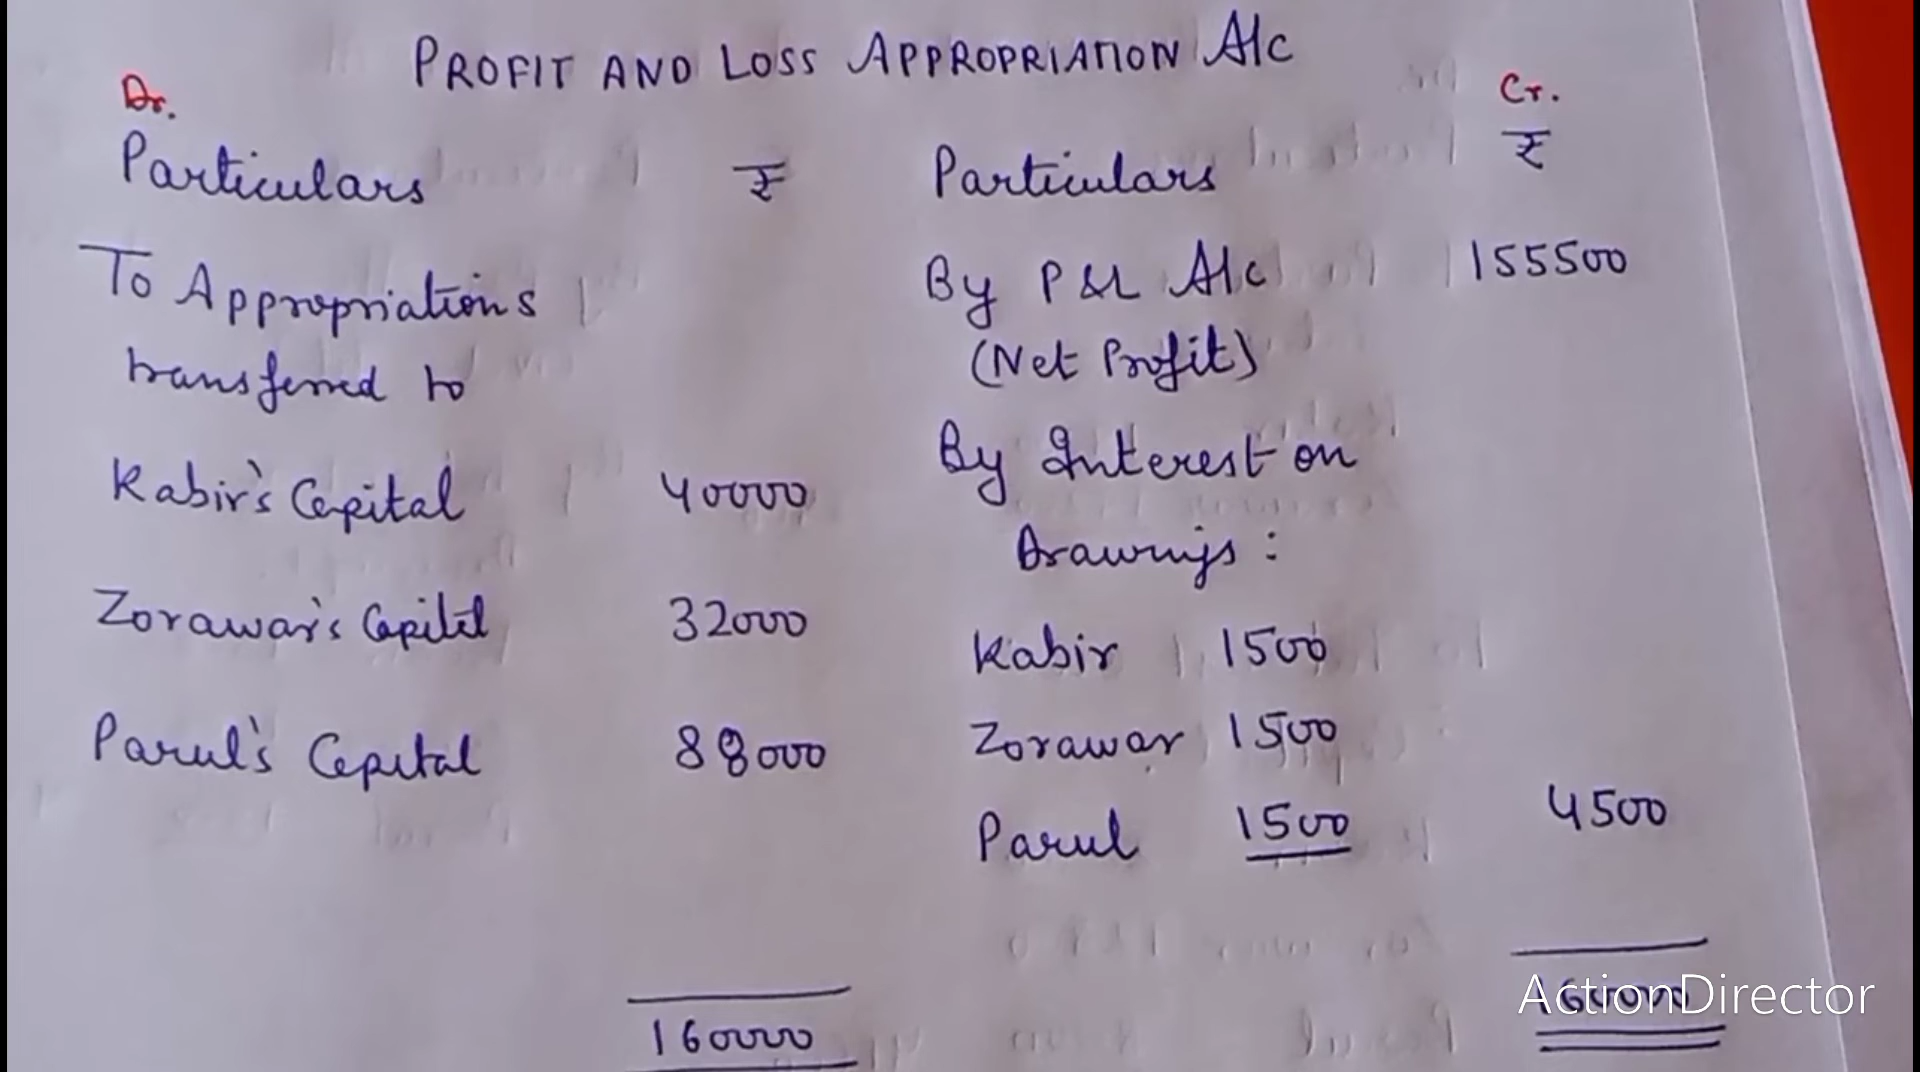 PROFIT AND LOSS APPROPRIATION A/c
Dr. Cr.
Particulars ₹ Particulars ₹
To Appropriations By P&L A/c 155500
transferred to (Net Profit)
By Interest on
Kabir's Capital 40000
Drawings :
Zorawar's Capital 32000 Kabir 1500
Parul's Capital 88000 Zorawar 1500
Parul 1500 4500
160000 160000
ActionDirector